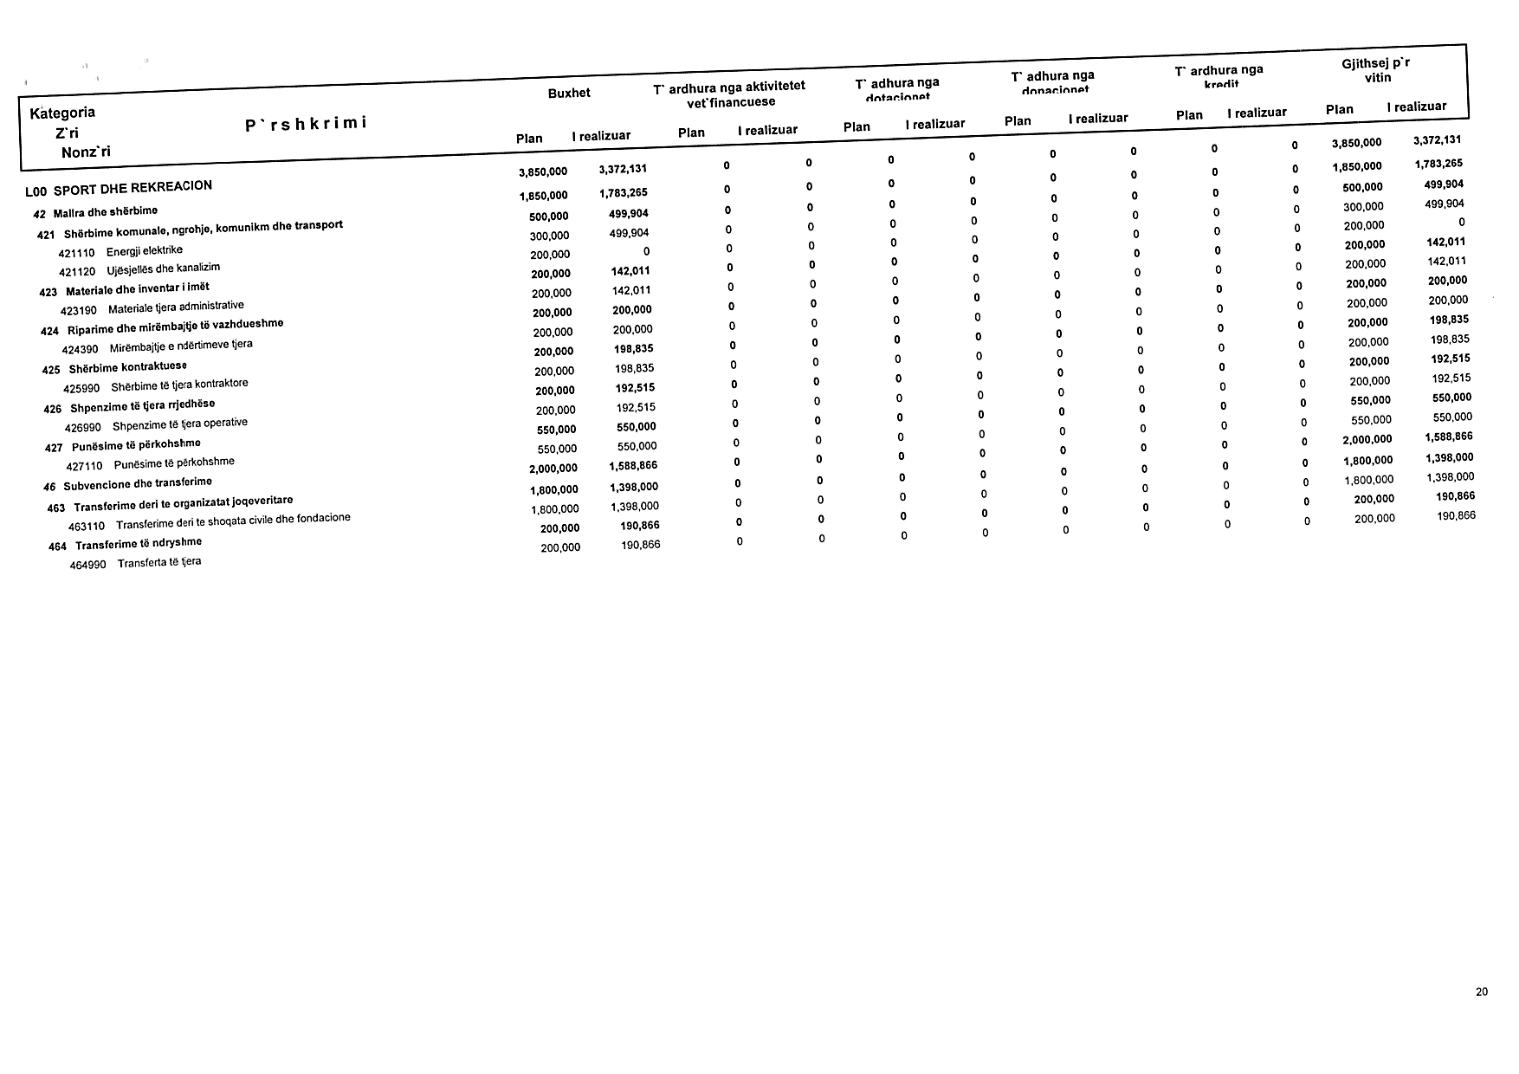 Kategoria
Z`ri
Nonz`ri
P`rshkrimi
Buxhet
T` ardhura nga aktivitetet vet`financuese
T` adhura nga dotacionet
T` adhura nga donacionet
T` ardhura nga kredit
Gjithsej p`r vitin
Plan I realizuar Plan I realizuar Plan I realizuar Plan I realizuar Plan I realizuar Plan I realizuar
L00 SPORT DHE REKREACION 3,850,000 3,372,131 0 0 0 0 0 0 0 0 3,850,000 3,372,131
42 Mallra dhe shërbime 1,850,000 1,783,265 0 0 0 0 0 0 0 0 1,850,000 1,783,265
421 Shërbime komunale, ngrohje, komunikm dhe transport 500,000 499,904 0 0 0 0 0 0 0 0 500,000 499,904
421110 Energji elektrike 300,000 499,904 0 0 0 0 0 0 0 0 300,000 499,904
421120 Ujësjellës dhe kanalizim 200,000 0 0 0 0 0 0 0 0 0 200,000 0
423 Materiale dhe inventar i imët 200,000 142,011 0 0 0 0 0 0 0 0 200,000 142,011
423190 Materiale tjera administrative 200,000 142,011 0 0 0 0 0 0 0 0 200,000 142,011
424 Riparime dhe mirëmbajtje të vazhdueshme 200,000 200,000 0 0 0 0 0 0 0 0 200,000 200,000
424390 Mirëmbajtje e ndërtimeve tjera 200,000 200,000 0 0 0 0 0 0 0 0 200,000 200,000
425 Shërbime kontraktuese 200,000 198,835 0 0 0 0 0 0 0 0 200,000 198,835
425990 Shërbime të tjera kontraktore 200,000 198,835 0 0 0 0 0 0 0 0 200,000 198,835
426 Shpenzime të tjera rrjedhëse 200,000 192,515 0 0 0 0 0 0 0 0 200,000 192,515
426990 Shpenzime të tjera operative 200,000 192,515 0 0 0 0 0 0 0 0 200,000 192,515
427 Punësime të përkohshme 550,000 550,000 0 0 0 0 0 0 0 0 550,000 550,000
427110 Punësime të përkohshme 550,000 550,000 0 0 0 0 0 0 0 0 550,000 550,000
46 Subvencione dhe transferime 2,000,000 1,588,866 0 0 0 0 0 0 0 0 2,000,000 1,588,866
463 Transferime deri te organizatat joqeveritare 1,800,000 1,398,000 0 0 0 0 0 0 0 0 1,800,000 1,398,000
463110 Transferime deri te shoqata civile dhe fondacione 1,800,000 1,398,000 0 0 0 0 0 0 0 0 1,800,000 1,398,000
464 Transferime të ndryshme 200,000 190,866 0 0 0 0 0 0 0 0 200,000 190,866
464990 Transferta të tjera 200,000 190,866 0 0 0 0 0 0 0 0 200,000 190,866
20